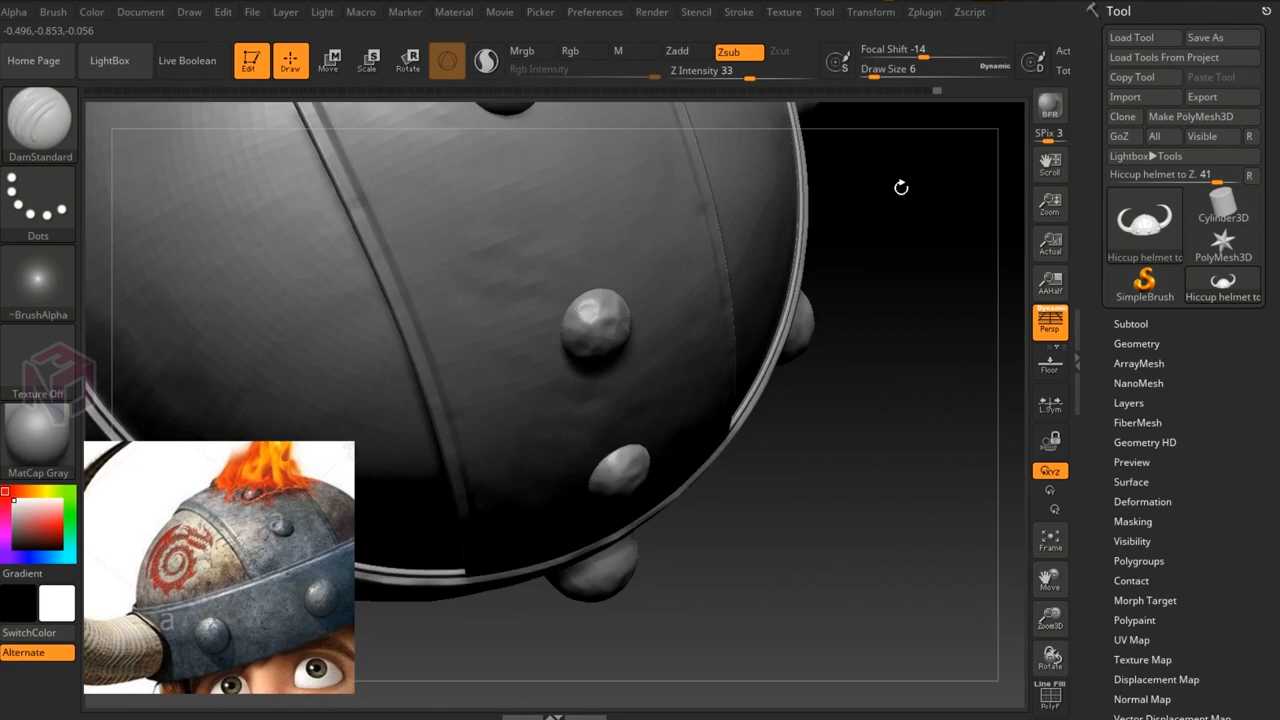 Alpha Brush Color Document Draw Edit File Layer Light Macro Marker Material Movie Picker Preferences Render Stencil Stroke Texture Tool Transform Zplugin Zscript
-0.496,-0.853,-0.056
Home Page LightBox Live Boolean Edit Draw Move Scale Rotate Mrgb Rgb M Zadd Zsub Zcut Focal Shift -14 Act
Rgb Intensity Z Intensity 33 S Draw Size 6 Dynamic D Tot
DamStandard
Dots
~BrushAlpha
Texture Off
MatCap Gray
Gradient
SwitchColor
Alternate
a
BPR
SPix 3
Scroll
Zoom
Actual
AAHalf
Dynamic
Persp
Floor
L.Sym
XYZ
Frame
Move
Zoom3D
Rotate
Line Fill
PolyF
Tool
Load Tool Save As
Load Tools From Project
Copy Tool Paste Tool
Import Export
Clone Make PolyMesh3D
GoZ All Visible R
Lightbox▶Tools
Hiccup helmet to Z. 41 R
Cylinder3D
Hiccup helmet to PolyMesh3D
SimpleBrush Hiccup helmet to
Subtool
Geometry
ArrayMesh
NanoMesh
Layers
FiberMesh
Geometry HD
Preview
Surface
Deformation
Masking
Visibility
Polygroups
Contact
Morph Target
Polypaint
UV Map
Texture Map
Displacement Map
Normal Map
Vector Displacement Map